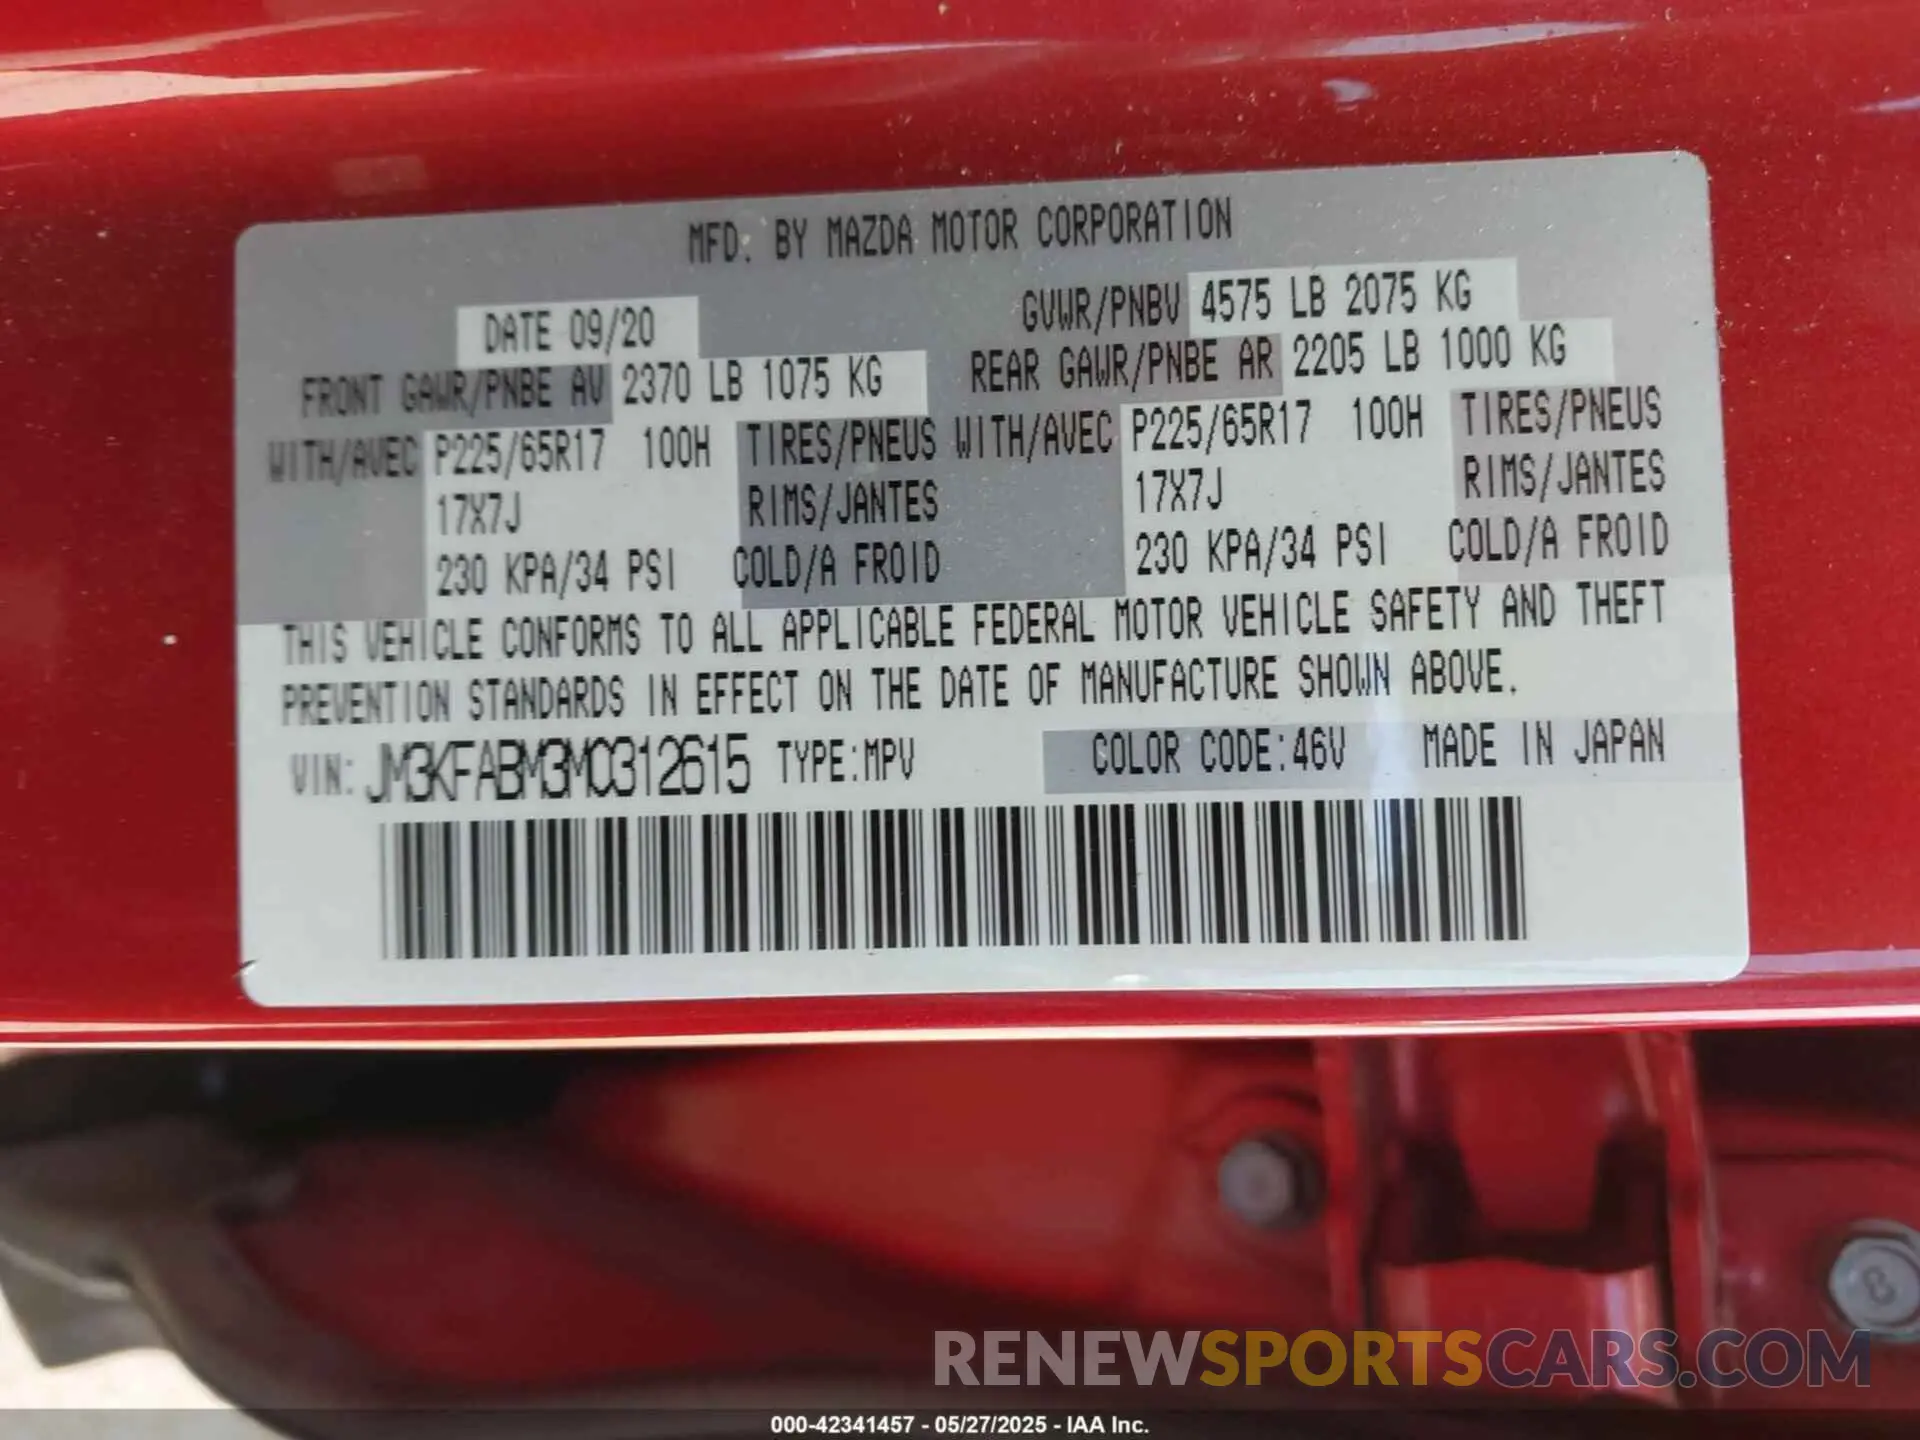 MFD. BY MAZDA MOTOR CORPORATION
DATE 09/20 GVWR/PNBV 4575 LB 2075 KG
FRONT GAWR/PNBE AV 2370 LB 1075 KG REAR GAWR/PNBE AR 2205 LB 1000 KG
WITH/AVEC P225/65R17 100H TIRES/PNEUS WITH/AVEC P225/65R17 100H TIRES/PNEUS
17X7J RIMS/JANTES 17X7J RIMS/JANTES
230 KPA/34 PSI COLD/A FROID 230 KPA/34 PSI COLD/A FROID
THIS VEHICLE CONFORMS TO ALL APPLICABLE FEDERAL MOTOR VEHICLE SAFETY AND THEFT
PREVENTION STANDARDS IN EFFECT ON THE DATE OF MANUFACTURE SHOWN ABOVE.
VIN: JM3KFABM3M0312615 TYPE:MPV COLOR CODE:46V MADE IN JAPAN
8
RENEWSPORTSCARS.COM
000-42341457 - 05/27/2025 - IAA Inc.